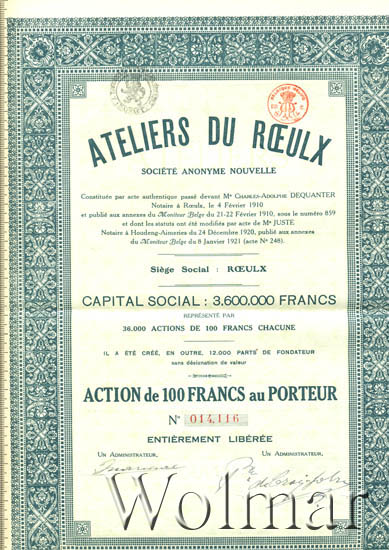 ATELIERS DU RŒULX
SOCIÉTÉ ANONYME NOUVELLE
Constituée par acte authentique passé devant Me CHARLES-ADOLPHE DEQUANTER
Notaire à Rœulx, le 4 Février 1910
et publié aux annexes du Moniteur Belge du 21-22 Février 1910, sous le numéro 859
et dont les statuts ont été modifiés par acte de Me JUSTE
Notaire à Houdeng-Aimeries du 24 Décembre 1920, publié aux annexes
du Moniteur Belge du 8 Janvier 1921 (acte No 248).
Siège Social : RŒULX
CAPITAL SOCIAL : 3.600.000 FRANCS
REPRÉSENTÉ PAR
36.000 ACTIONS DE 100 FRANCS CHACUNE
IL A ÉTÉ CRÉÉ, EN OUTRE, 12.000 PARTS DE FONDATEUR
sans désignation de valeur
ACTION de 100 FRANCS au PORTEUR
No 014,116
ENTIÈREMENT LIBÉRÉE
UN ADMINISTRATEUR, UN ADMINISTRATEUR,
Wolmar